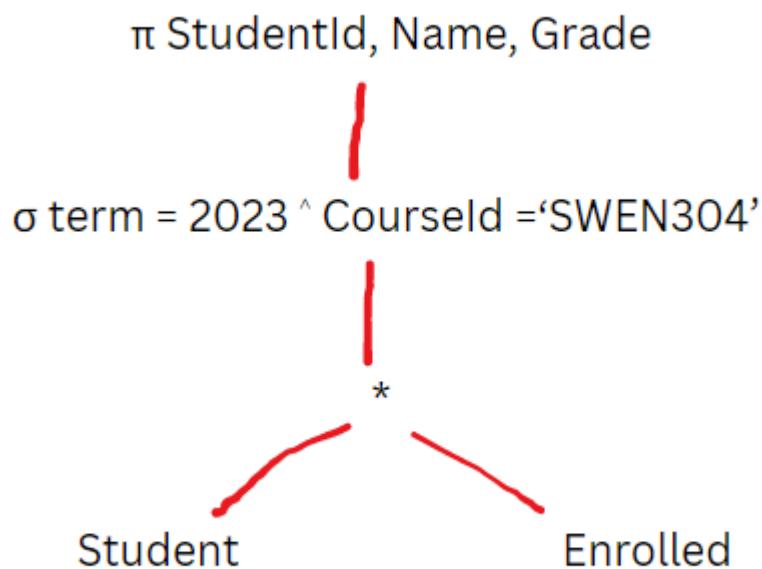 π StudentId, Name, Grade
σ term = 2023 ^ CourseId =‘SWEN304’
*
Student Enrolled